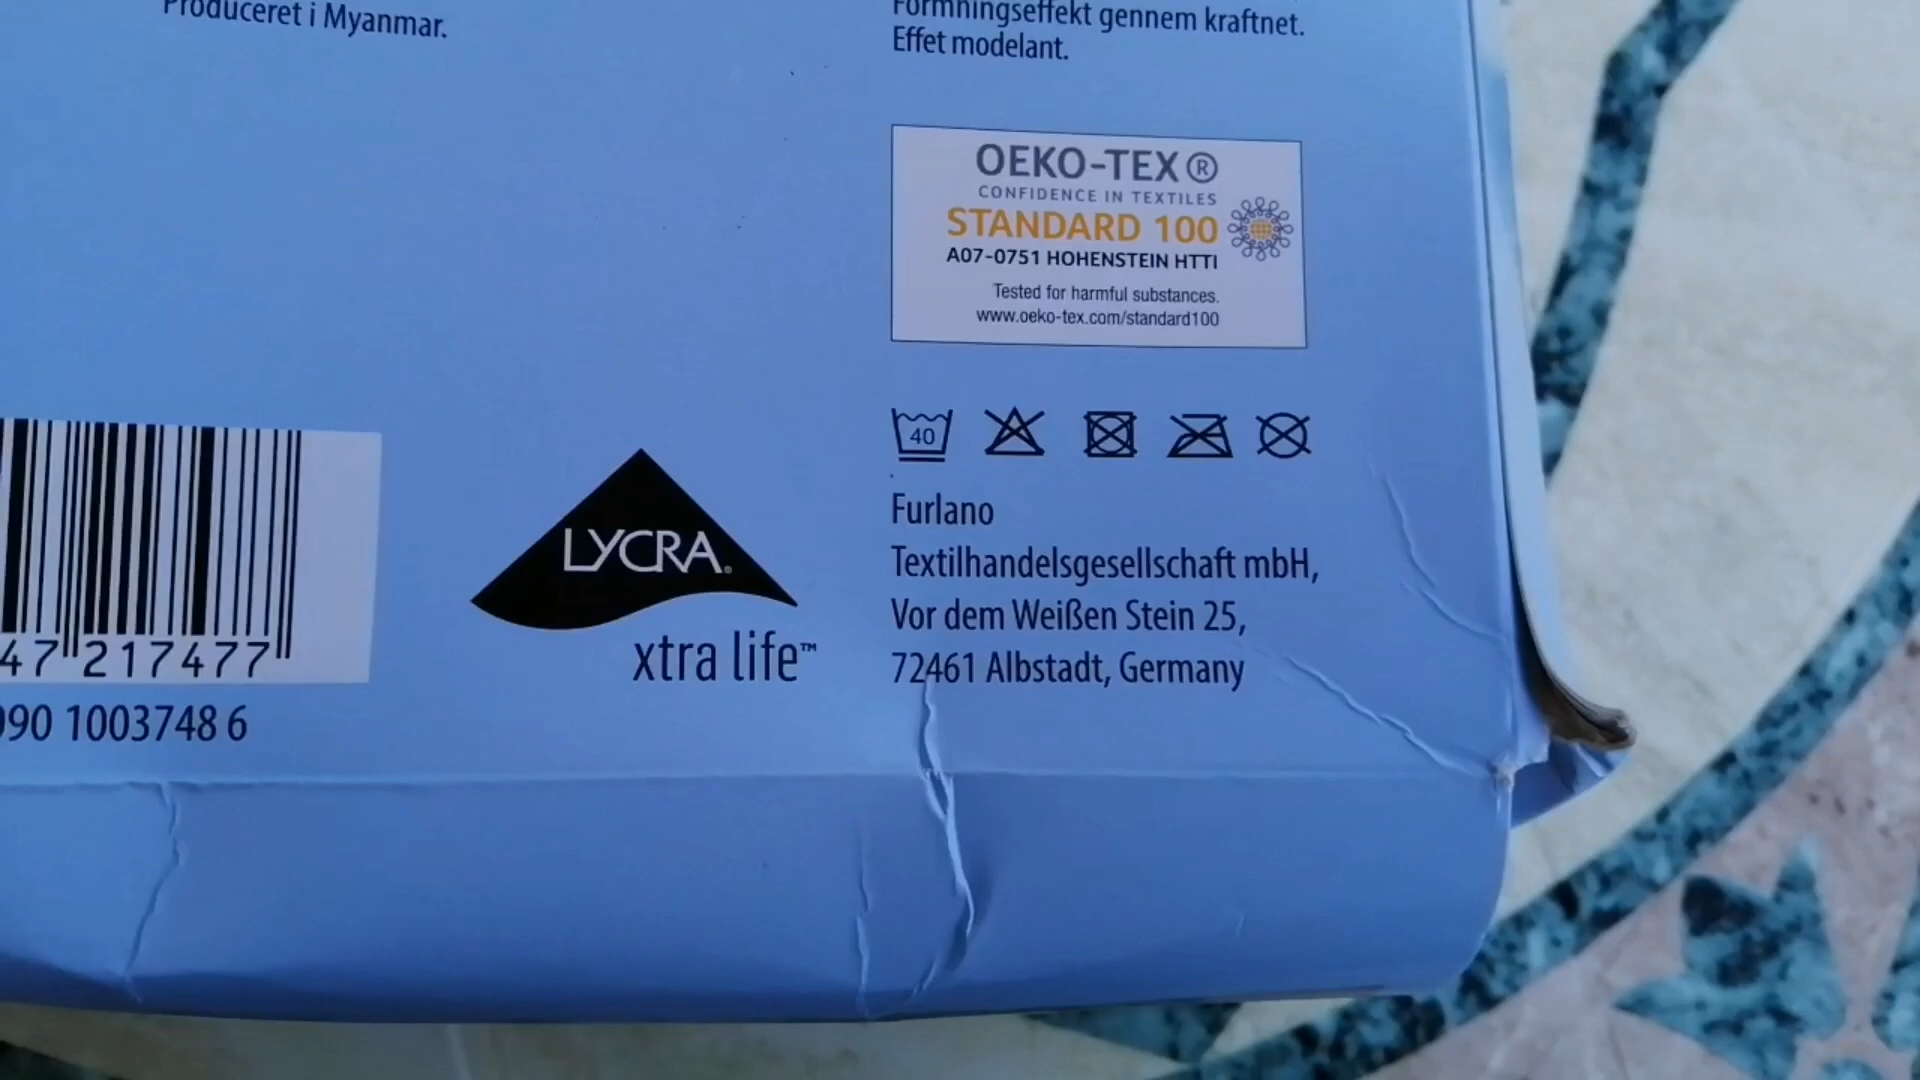 Produceret i Myanmar.
Formningseffekt gennem kraftnet.
Effet modelant.
OEKO-TEX®
CONFIDENCE IN TEXTILES
STANDARD 100
A07-0751 HOHENSTEIN HTTI
Tested for harmful substances.
www.oeko-tex.com/standard100
40
LYCRA®
xtra life™
Furlano
Textilhandelsgesellschaft mbH,
Vor dem Weißen Stein 25,
72461 Albstadt, Germany
47 217477
090 1003748 6